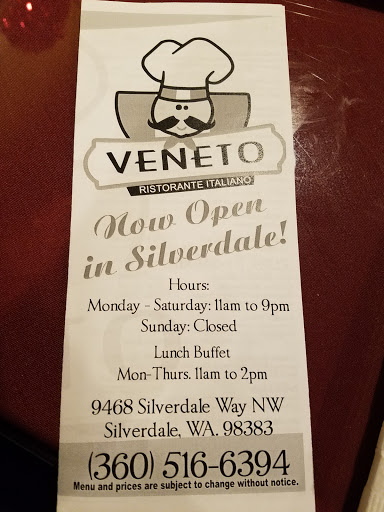 VENETO
RISTORANTE ITALIANO
Now Open
in Silverdale!
Hours:
Monday - Saturday: 11am to 9pm
Sunday: Closed
Lunch Buffet
Mon-Thurs. 11am to 2pm
9468 Silverdale Way NW
Silverdale, WA. 98383
(360) 516-6394
Menu and prices are subject to change without notice.